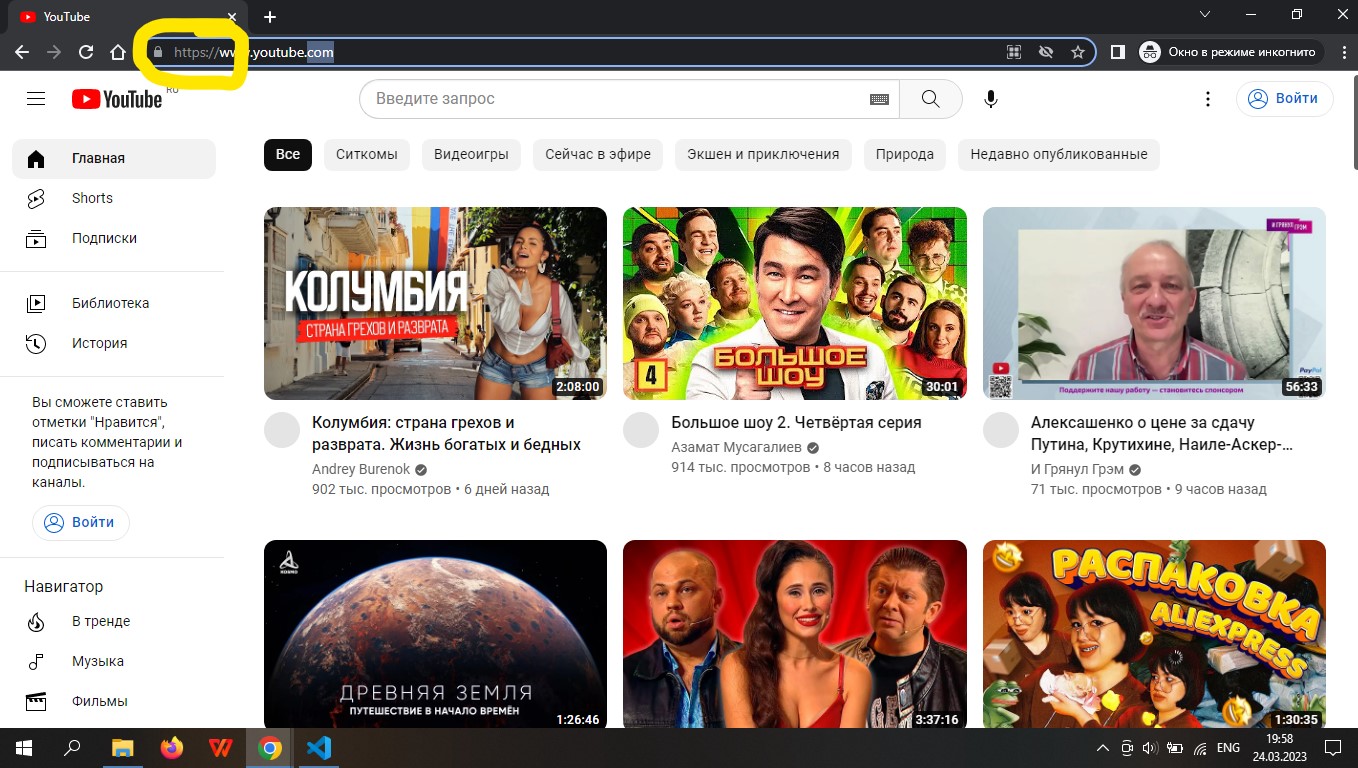 YouTube
https://www.youtube.com
Окно в режиме инкогнито
YouTube
RU
Введите запрос
Войти
Главная
Shorts
Подписки
Библиотека
История
Вы сможете ставить
отметки "Нравится",
писать комментарии и
подписываться на
каналы.
Войти
Навигатор
В тренде
Музыка
Фильмы
Все
Ситкомы
Видеоигры
Сейчас в эфире
Экшен и приключения
Природа
Недавно опубликованные
КОЛУМБИЯ
СТРАНА ГРЕХОВ И РАЗВРАТА
2:08:00
Колумбия: страна грехов и
разврата. Жизнь богатых и бедных
Andrey Burenok
902 тыс. просмотров • 6 дней назад
БОЛЬШОЕ
ШОУ
4
30:01
Большое шоу 2. Четвёртая серия
Азамат Мусагалиев
914 тыс. просмотров • 8 часов назад
И ГРЯНУЛ
ГРЭМ
PayPal
Поддержите нашу работу — становитесь спонсором
56:33
Алексашенко о цене за сдачу
Путина, Крутихине, Наиле-Аскер-...
И Грянул Грэм
71 тыс. просмотров • 9 часов назад
KOSMO
ДРЕВНЯЯ ЗЕМЛЯ
ПУТЕШЕСТВИЕ В НАЧАЛО ВРЕМЁН
1:26:46
3:37:16
РАСПАКОВКА
ALIEXPRESS
1:30:35
ENG
19:58
24.03.2023